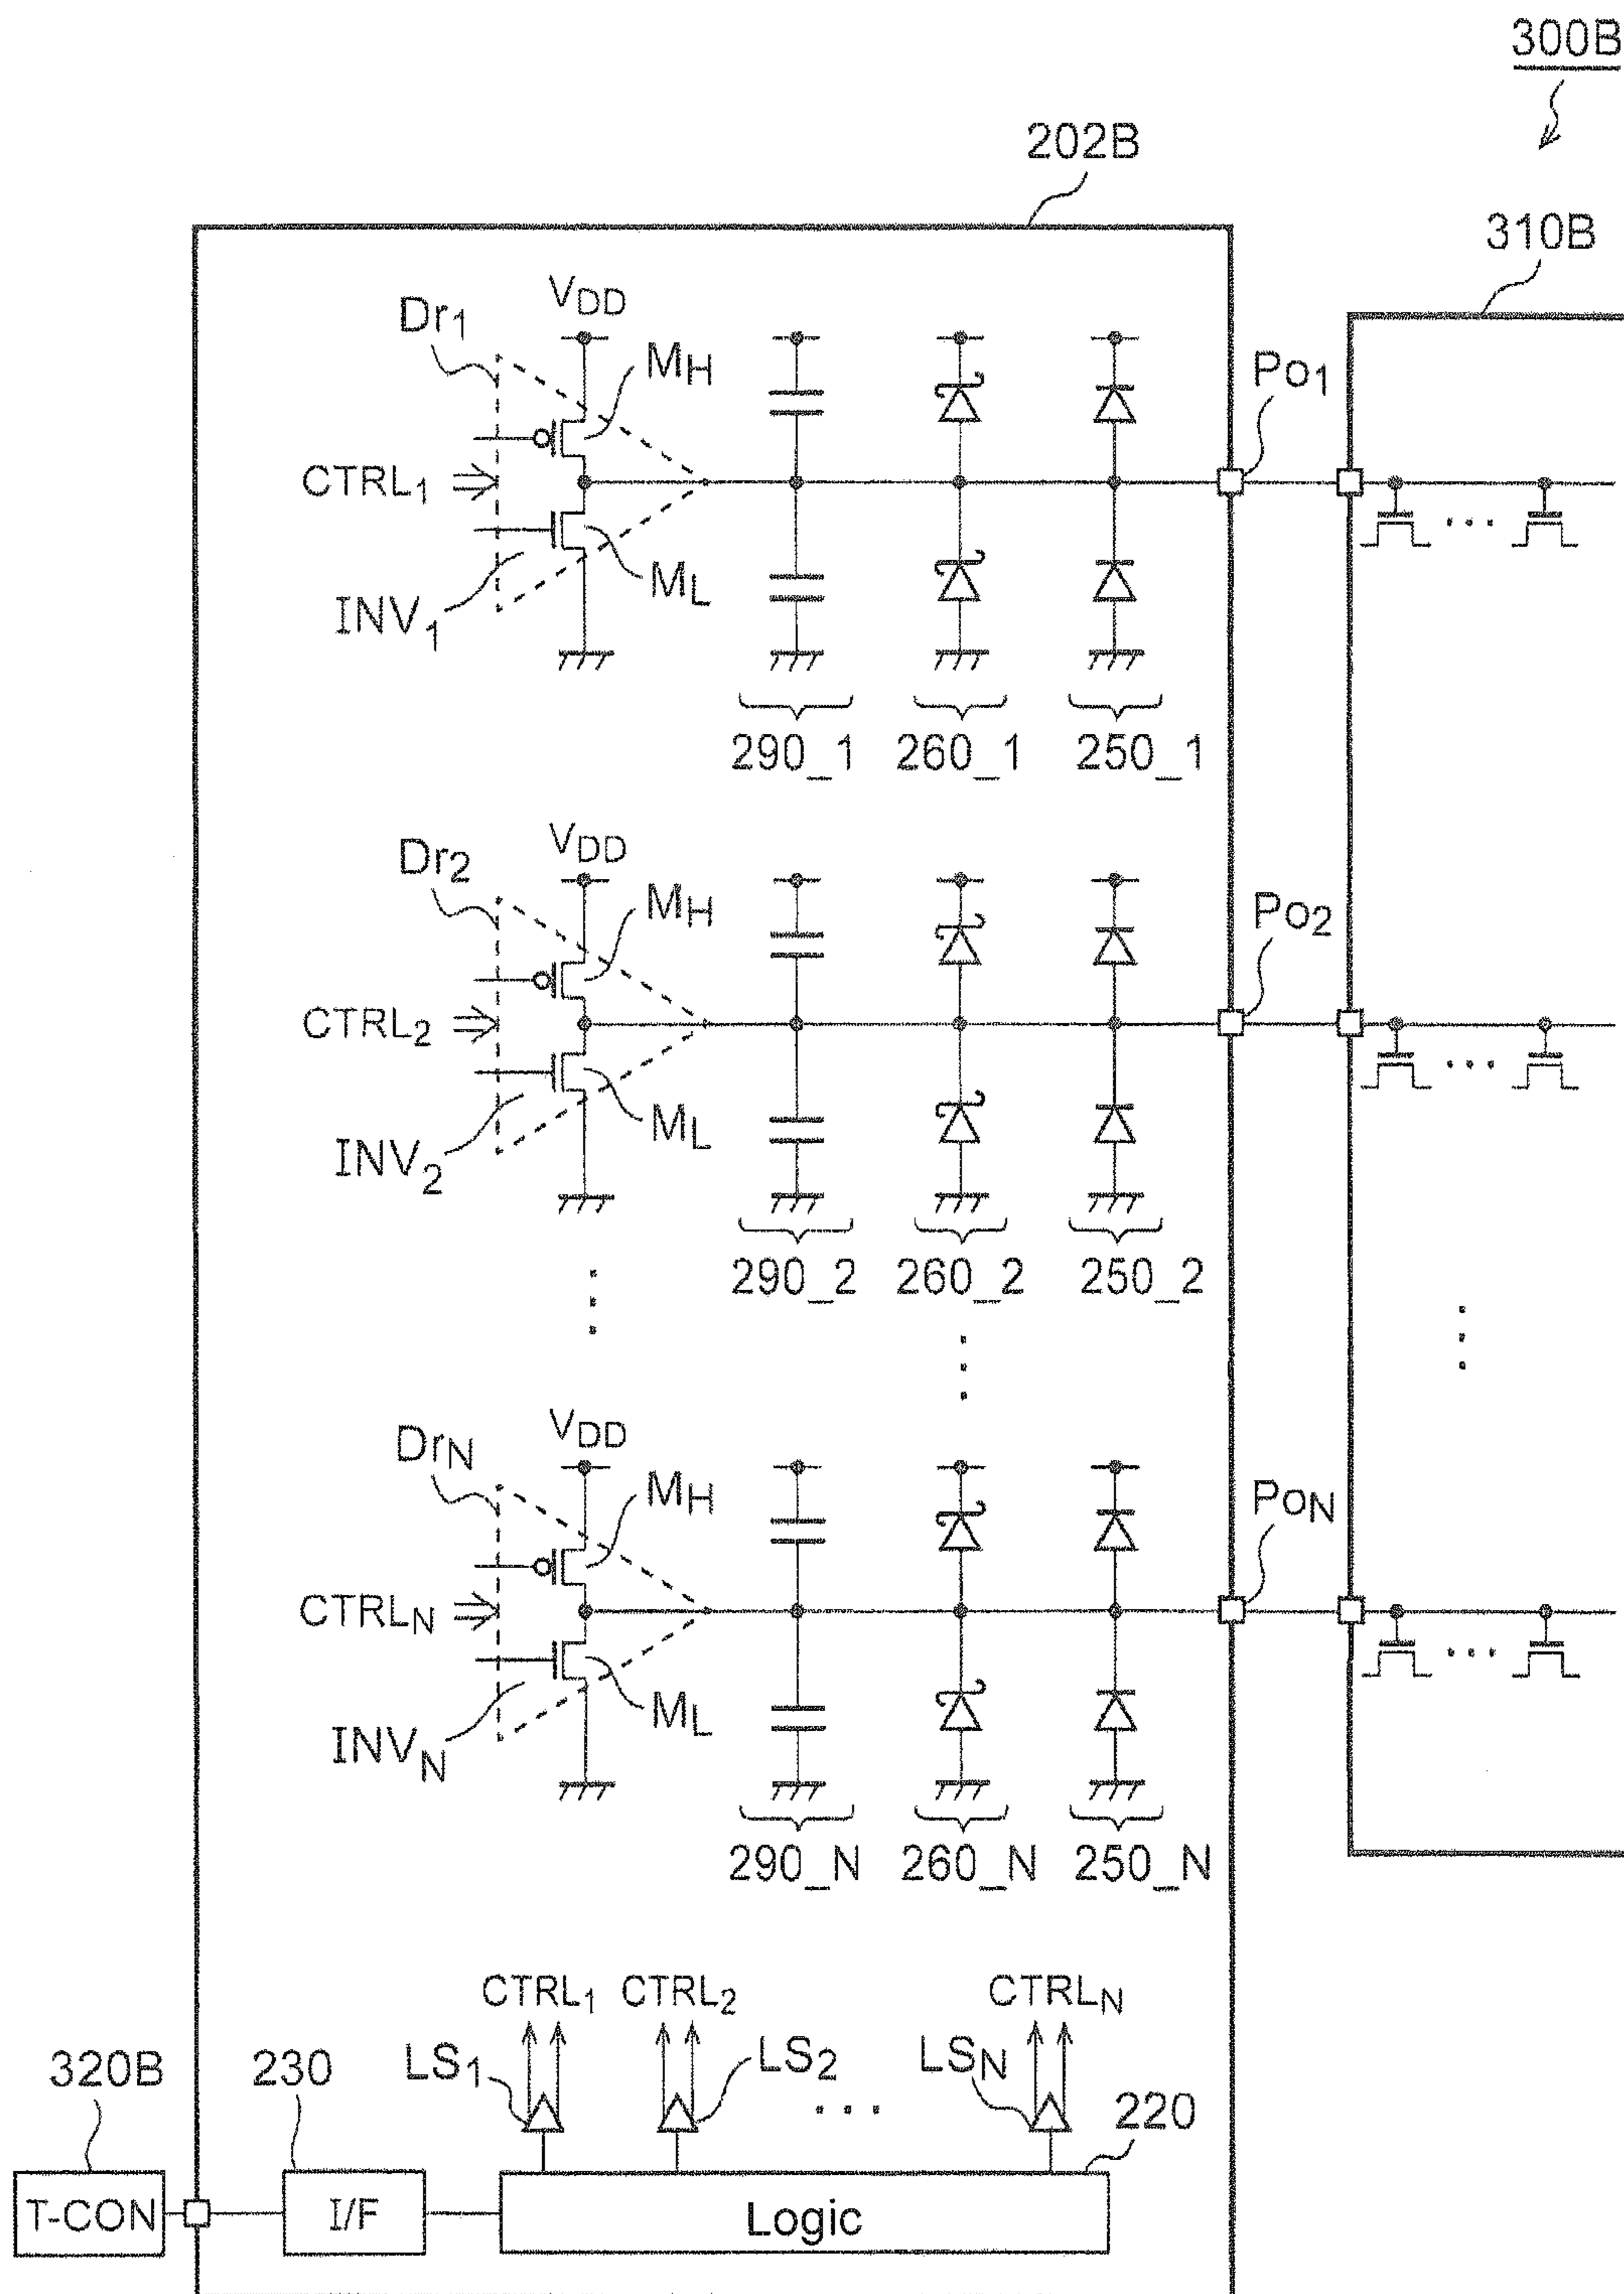 300B
202B
310B
VDD
Dr1
MH
Po1
CTRL1
ML
INV1
290_1 260_1 250_1
VDD
Dr2
MH
Po2
CTRL2
ML
INV2
290_2 260_2 250_2
VDD
DrN
MH
PoN
CTRLN
ML
INVN
290_N 260_N 250_N
CTRL1 CTRL2 CTRLN
320B 230 LS1 LS2 ... LSN 220
T-CON I/F Logic